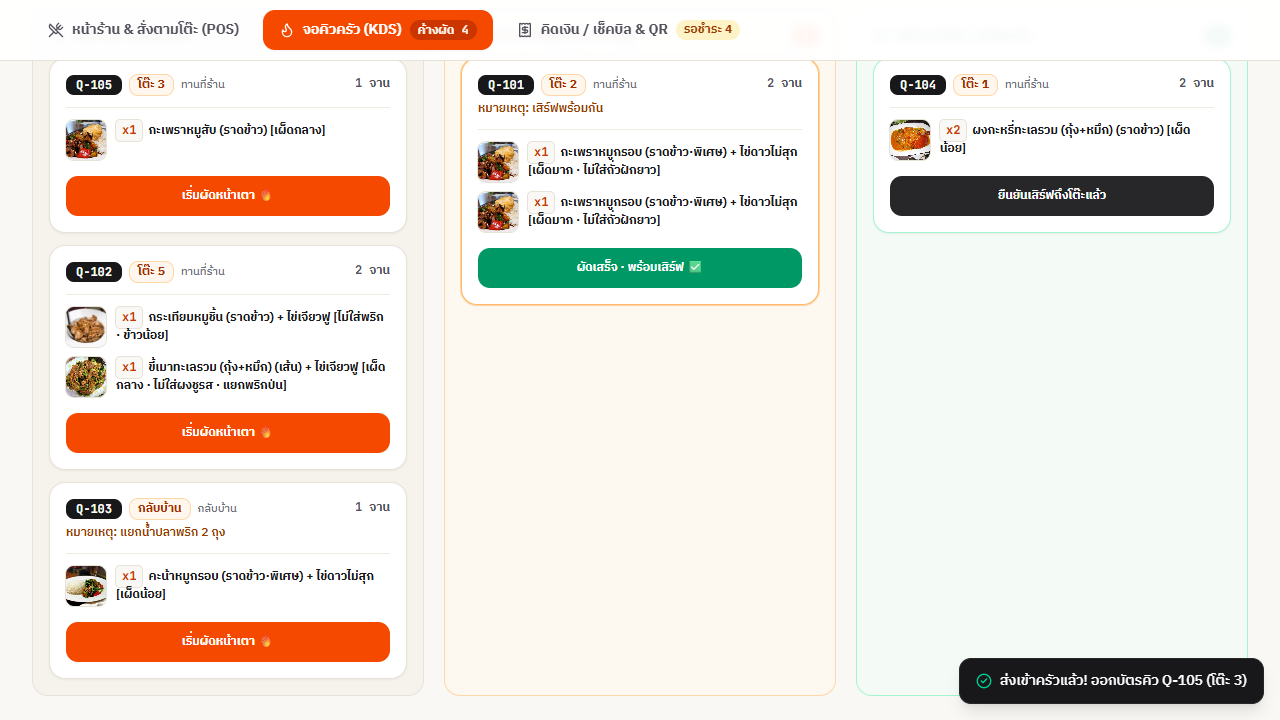 หน้าร้าน & สั่งตามโต๊ะ (POS)
จอคิวครัว (KDS) ค้างผัด 4
คิดเงิน / เช็คบิล & QR รอชำระ 4
Q-105 โต๊ะ 3 ทานที่ร้าน 1 จาน
x1 กะเพราหมูสับ (ราดข้าว) [เผ็ดกลาง]
เริ่มผัดหน้าเตา 🔥
Q-102 โต๊ะ 5 ทานที่ร้าน 2 จาน
x1 กระเทียมหมูชิ้น (ราดข้าว) + ไข่เจียวฟู [ไม่ใส่พริก
· ข้าวน้อย]
x1 ขี้เมาทะเลรวม (กุ้ง+หมึก) (เส้น) + ไข่เจียวฟู [เผ็ด
กลาง · ไม่ใส่ผงชูรส · แยกพริกป่น]
เริ่มผัดหน้าเตา 🔥
Q-103 กลับบ้าน กลับบ้าน 1 จาน
หมายเหตุ: แยกน้ำปลาพริก 2 ถุง
x1 คะน้าหมูกรอบ (ราดข้าว·พิเศษ) + ไข่ดาวไม่สุก
[เผ็ดน้อย]
เริ่มผัดหน้าเตา 🔥
Q-101 โต๊ะ 2 ทานที่ร้าน 2 จาน
หมายเหตุ: เสิร์ฟพร้อมกัน
x1 กะเพราหมูกรอบ (ราดข้าว·พิเศษ) + ไข่ดาวไม่สุก
[เผ็ดมาก · ไม่ใส่ถั่วฝักยาว]
x1 กะเพราหมูกรอบ (ราดข้าว·พิเศษ) + ไข่ดาวไม่สุก
[เผ็ดมาก · ไม่ใส่ถั่วฝักยาว]
ผัดเสร็จ · พร้อมเสิร์ฟ ✅
Q-104 โต๊ะ 1 ทานที่ร้าน 2 จาน
x2 ผงกะหรี่ทะเลรวม (กุ้ง+หมึก) (ราดข้าว) [เผ็ด
น้อย]
ยืนยันเสิร์ฟถึงโต๊ะแล้ว
ส่งเข้าครัวแล้ว! ออกบัตรคิว Q-105 (โต๊ะ 3)